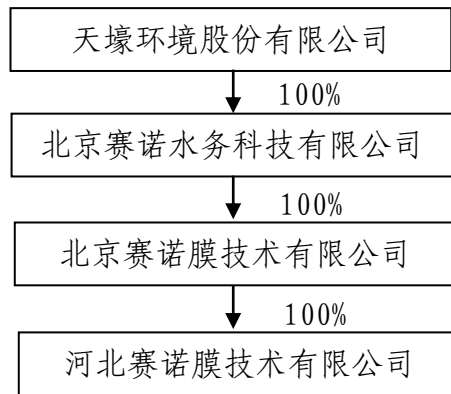 天壕环境股份有限公司
100%
北京赛诺水务科技有限公司
100%
北京赛诺膜技术有限公司
100%
河北赛诺膜技术有限公司